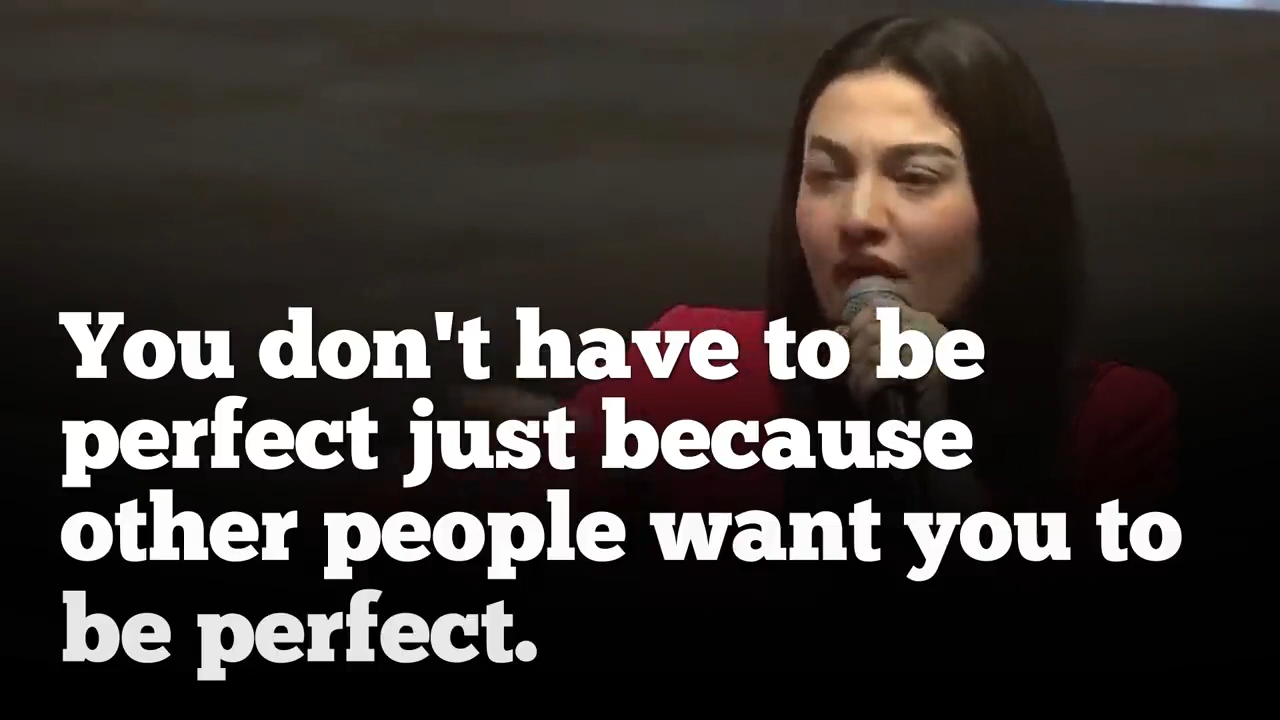 You don't have to be
perfect just because
other people want you to
be perfect.